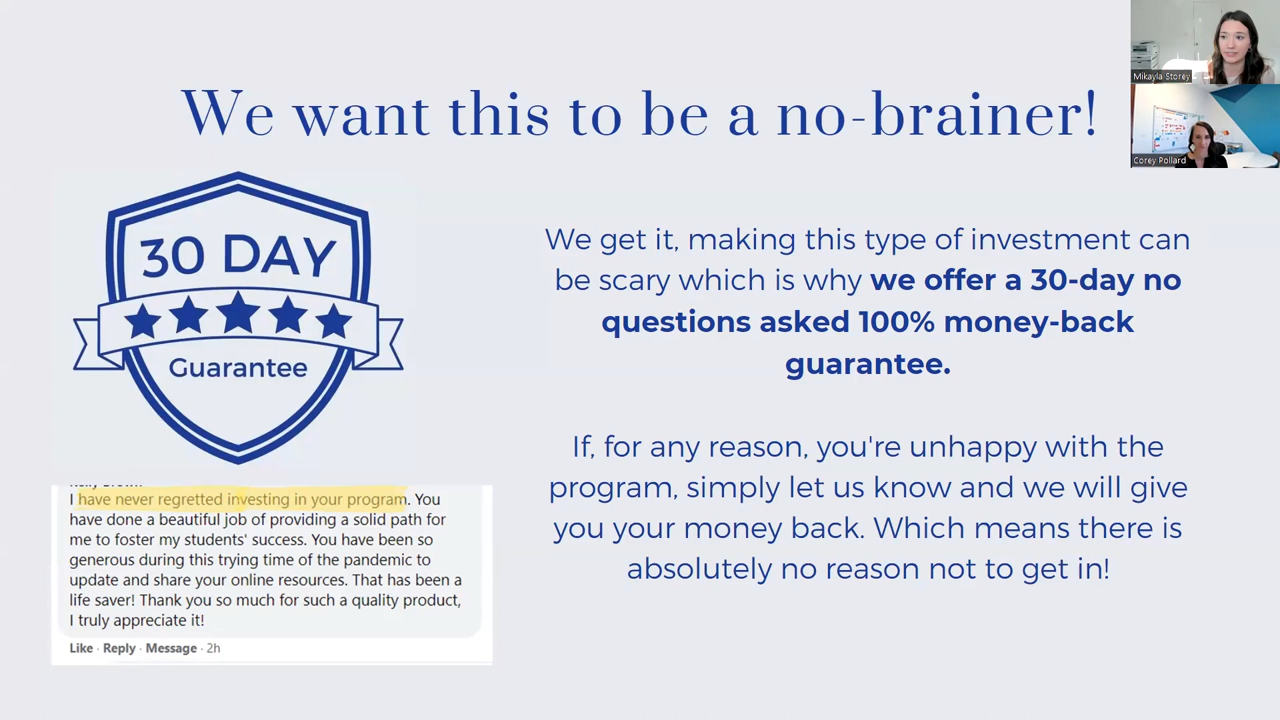 We want this to be a no-brainer!
Mikayla Storey
Corey Pollard
30 DAY
Guarantee
We get it, making this type of investment can
be scary which is why we offer a 30-day no
questions asked 100% money-back
guarantee.
If, for any reason, you're unhappy with the
program, simply let us know and we will give
you your money back. Which means there is
absolutely no reason not to get in!
I have never regretted investing in your program. You
have done a beautiful job of providing a solid path for
me to foster my students' success. You have been so
generous during this trying time of the pandemic to
update and share your online resources. That has been a
life saver! Thank you so much for such a quality product,
I truly appreciate it!
Like · Reply · Message · 2h